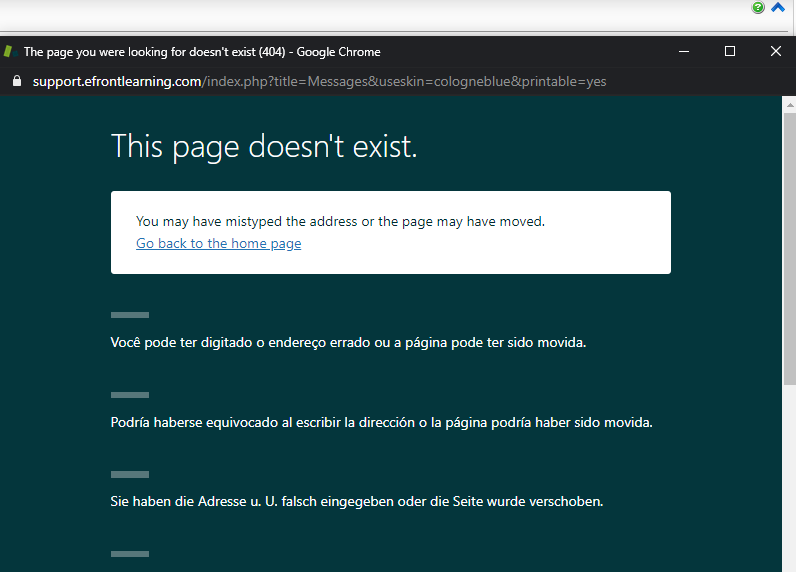 The page you were looking for doesn't exist (404) - Google Chrome
support.efrontlearning.com/index.php?title=Messages&useskin=cologneblue&printable=yes
This page doesn't exist.
You may have mistyped the address or the page may have moved.
Go back to the home page
Você pode ter digitado o endereço errado ou a página pode ter sido movida.
Podría haberse equivocado al escribir la dirección o la página podría haber sido movida.
Sie haben die Adresse u. U. falsch eingegeben oder die Seite wurde verschoben.